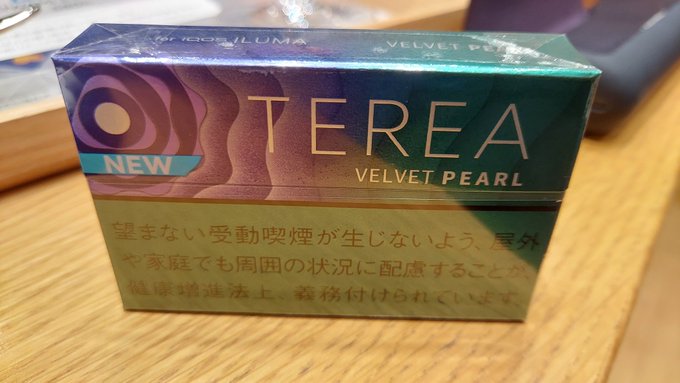 for IQOS ILUMA VELVET PEARL
TEREA
NEW
VELVET PEARL
望まない受動喫煙が生じないよう、屋外
や家庭でも周囲の状況に配慮することが、
健康増進法上、義務付けられています。